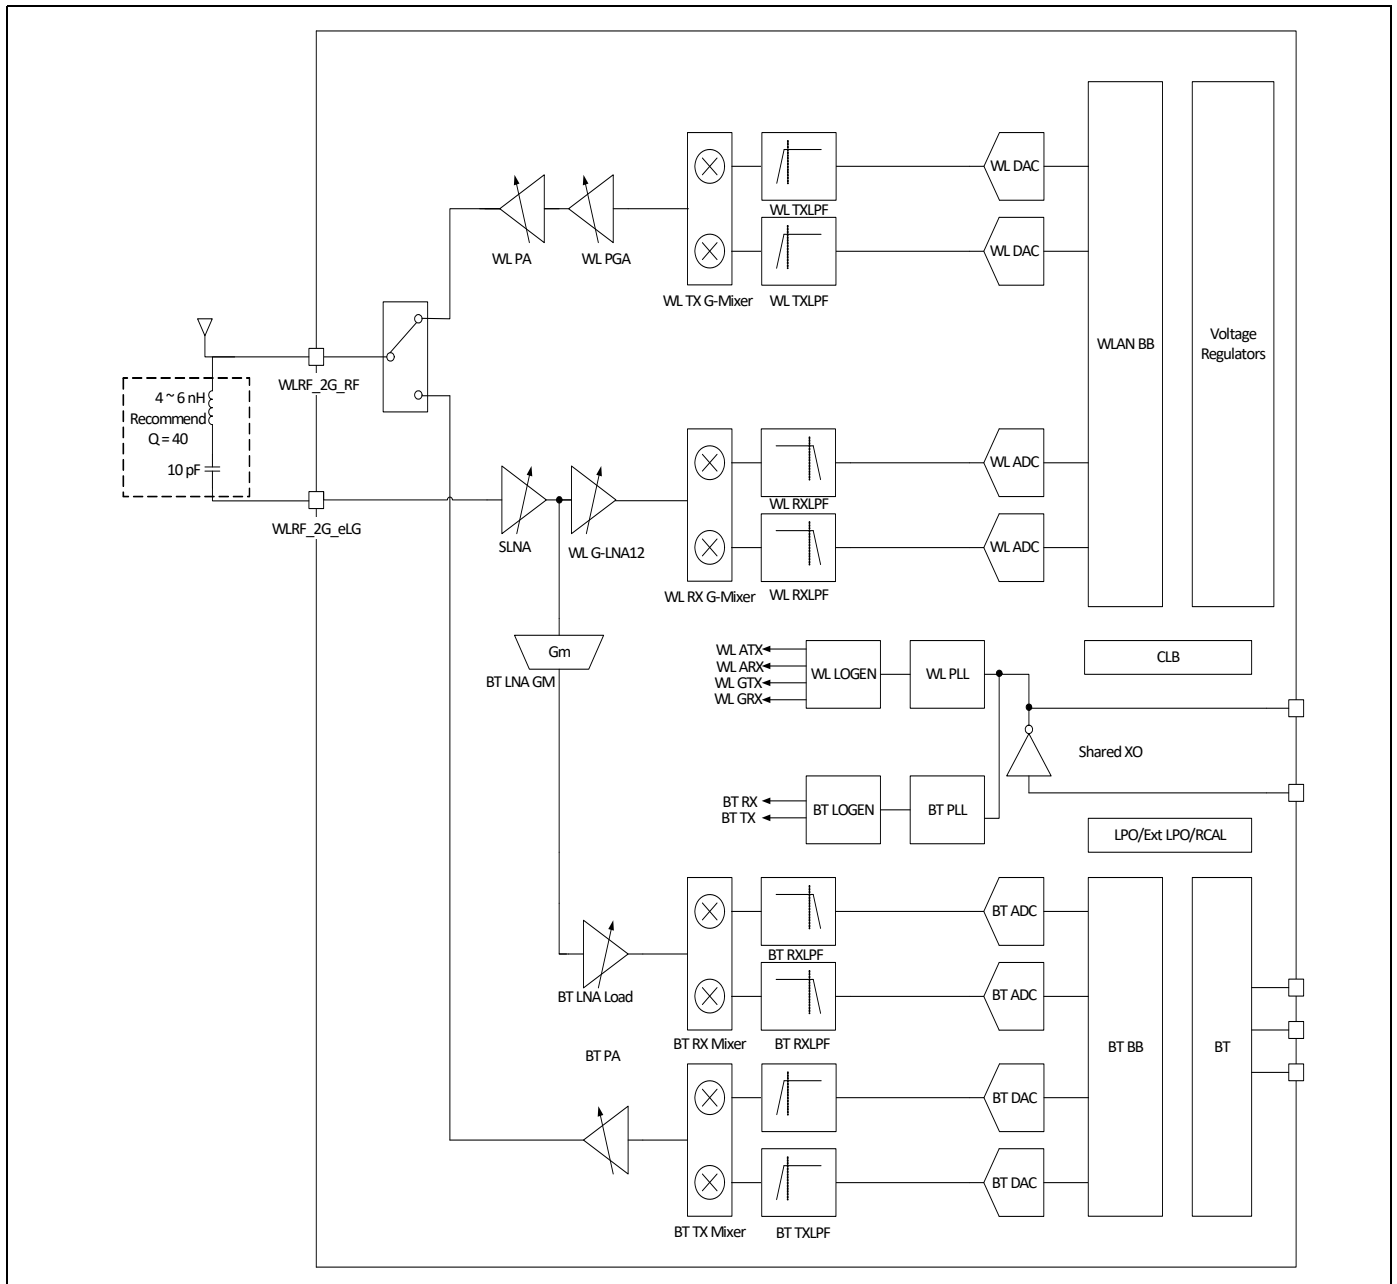 WL DAC
WL TXLPF
WL DAC
WL PA
WL PGA
WL TX G-Mixer
WL TXLPF
WLAN BB
Voltage
Regulators
WLRF_2G_RF
4 ~ 6 nH
Recommend
Q = 40
10 pF
WLRF_2G_eLG
SLNA
WL G-LNA12
WL ADC
WL RXLPF
WL ADC
WL RX G-Mixer
WL RXLPF
Gm
BT LNA GM
WL ATX
WL ARX
WL GTX
WL GRX
WL LOGEN
WL PLL
CLB
Shared XO
BT RX
BT TX
BT LOGEN
BT PLL
LPO/Ext LPO/RCAL
BT ADC
BT RXLPF
BT LNA Load
BT ADC
BT RX Mixer
BT RXLPF
BT BB
BT
BT PA
BT DAC
BT DAC
BT TX Mixer
BT TXLPF